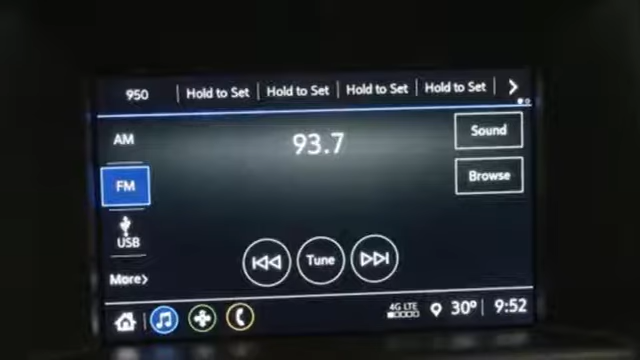 950 Hold to Set Hold to Set Hold to Set Hold to Set
AM 93.7 Sound
FM Browse
USB
Tune
More
4G LTE 30° 9:52